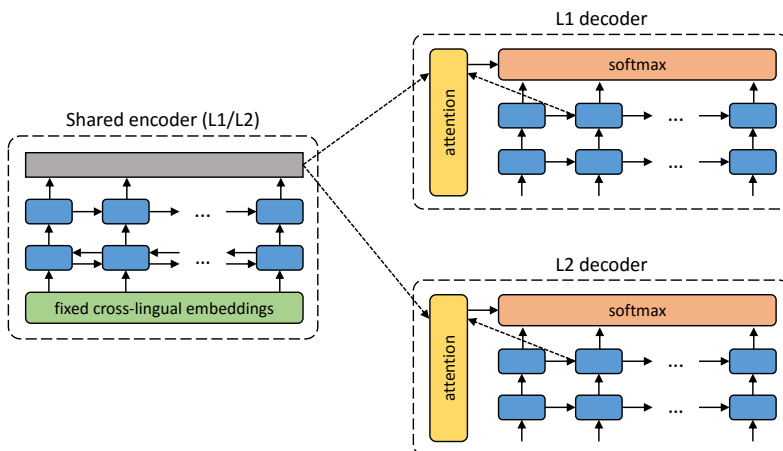 Shared encoder (L1/L2)
...
...
fixed cross-lingual embeddings
L1 decoder
attention
softmax
...
...
L2 decoder
attention
softmax
...
...